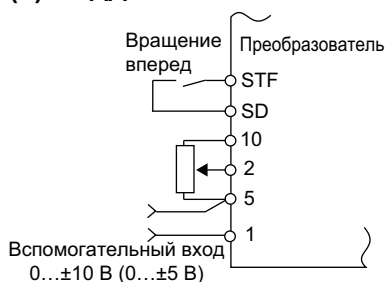 Вращение вперед
Преобразователь
STF
SD
10
2
5
1
Вспомогательный вход
0…±10 В (0…±5 В)